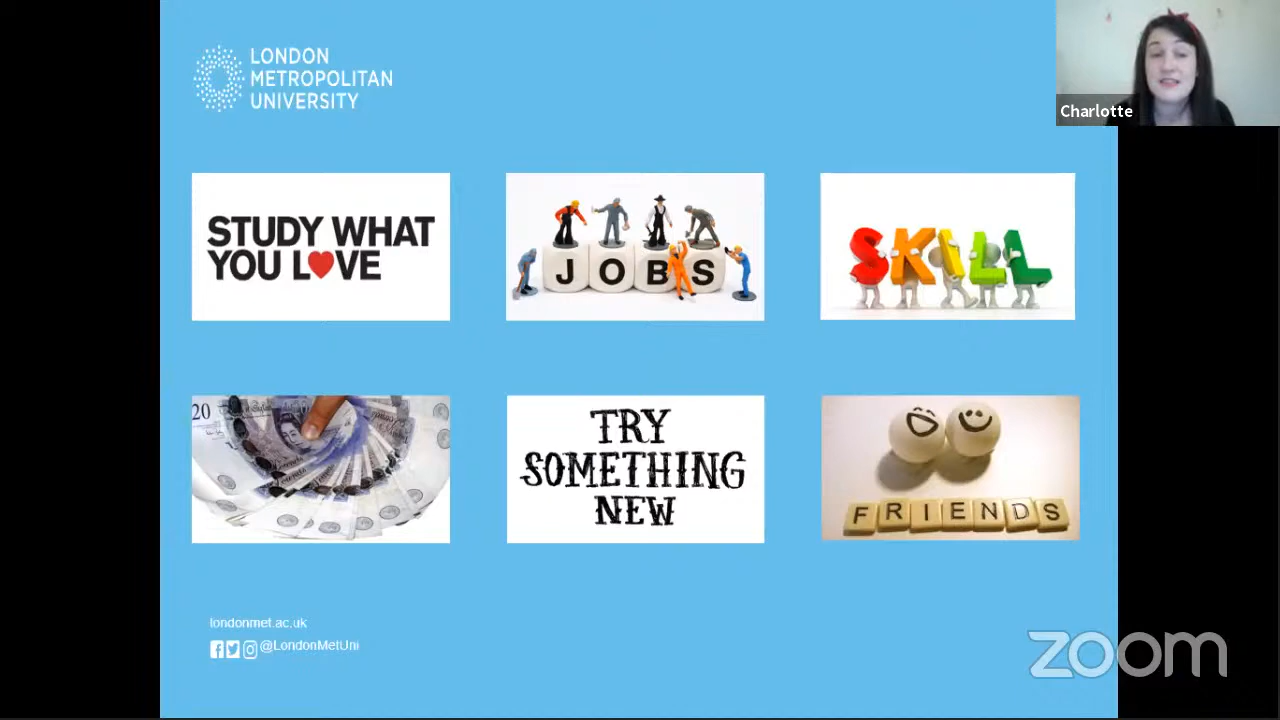 LONDON
METROPOLITAN
UNIVERSITY
Charlotte
STUDY WHAT
YOU LOVE
JOBS
SKILL
20
TRY
SOMETHING
NEW
FRIENDS
londonmet.ac.uk
@LondonMetUni
zoom